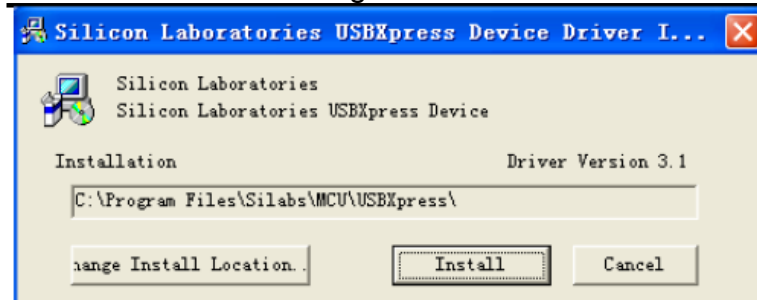 Silicon Laboratories USBXpress Device Driver I...
Silicon Laboratories
Silicon Laboratories USBXpress Device
Installation Driver Version 3.1
C:\Program Files\Silabs\MCU\USBXpress\
hange Install Location.. Install Cancel